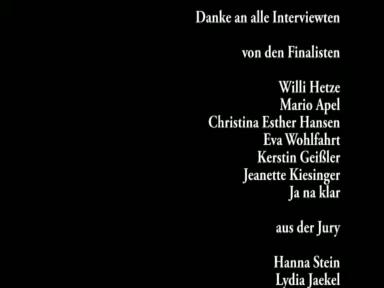 Danke an alle Interviewten
von den Finalisten
Willi Hetze
Mario Apel
Christina Esther Hansen
Eva Wohlfahrt
Kerstin Geißler
Jeanette Kiesinger
Ja na klar
aus der Jury
Hanna Stein
Lydia Jaekel